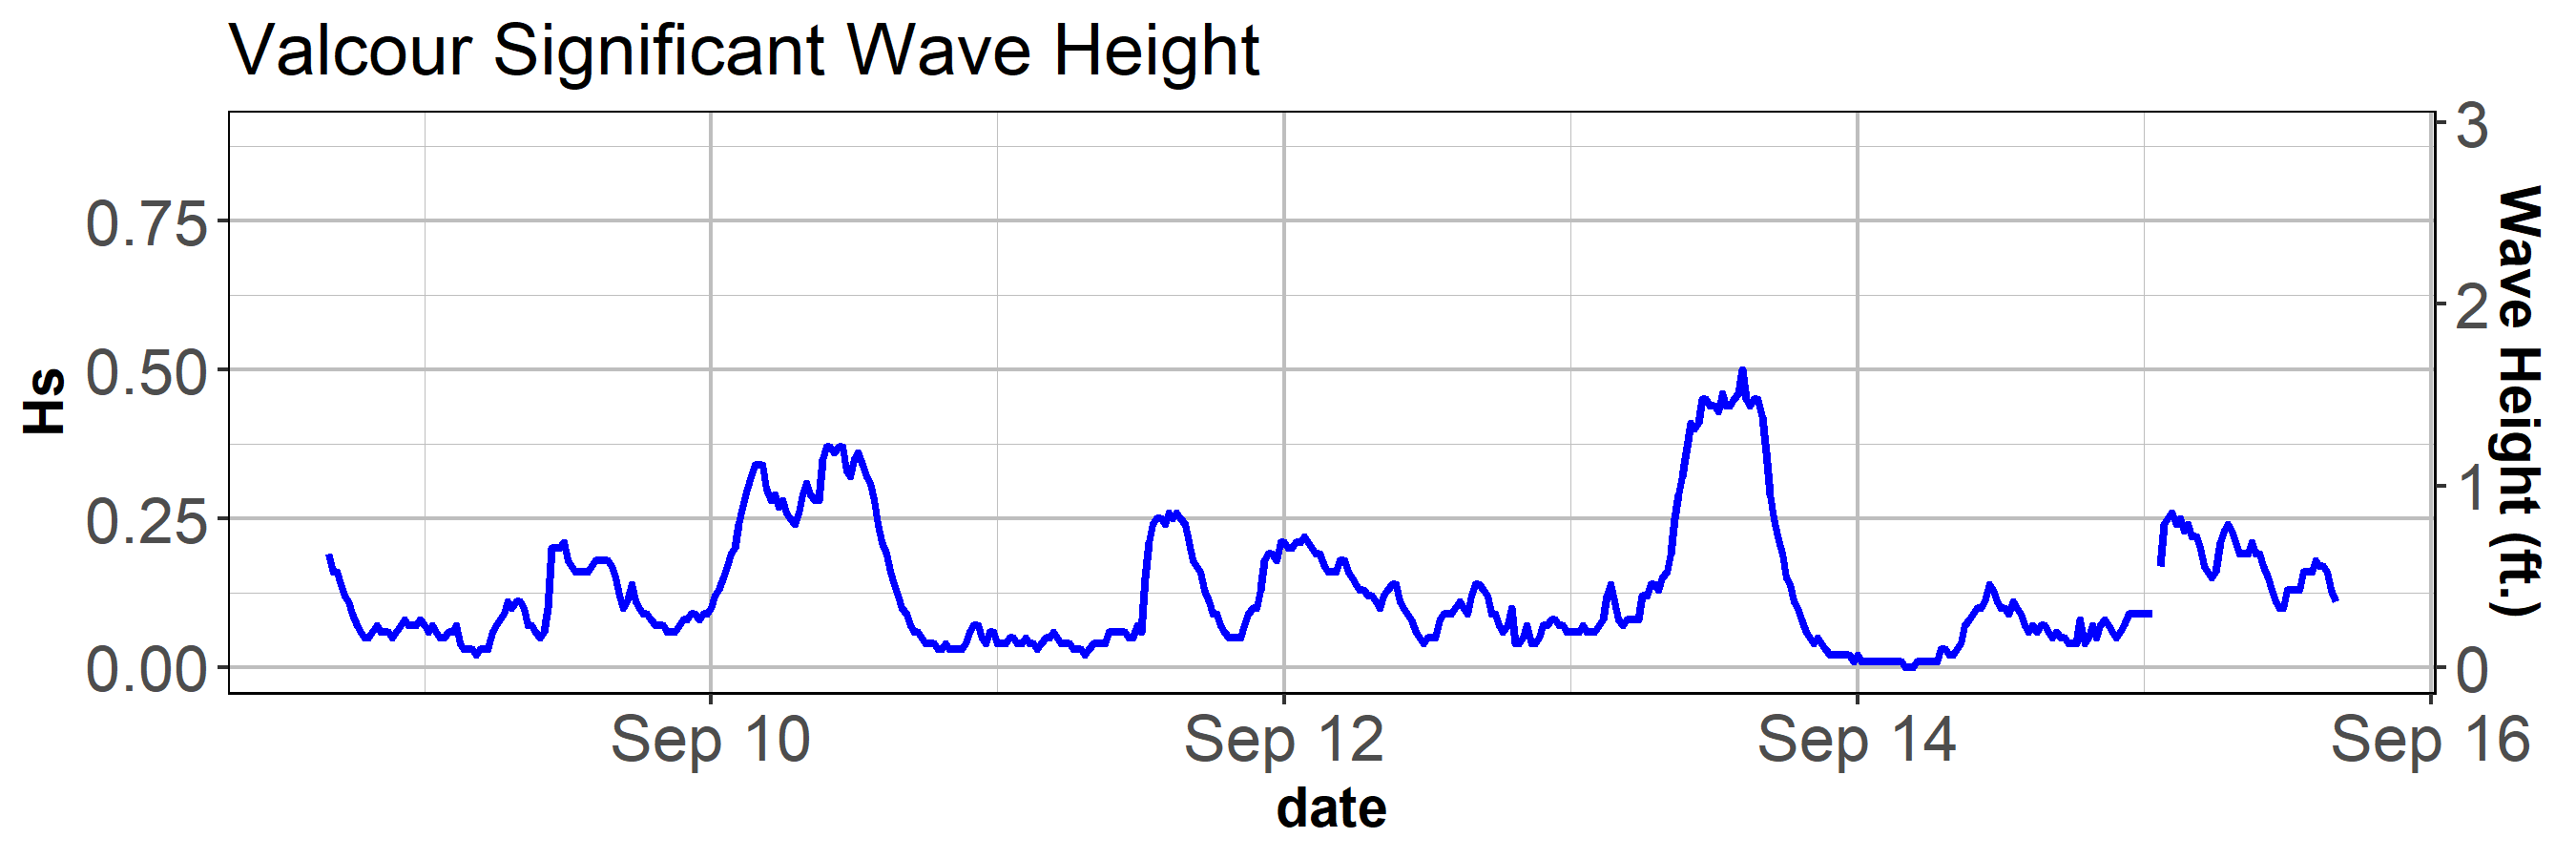 Valcour Significant Wave Height
Hs
0.75
0.50
0.25
0.00
3
2
1
0
Wave Height (ft.)
Sep 10
Sep 12
Sep 14
Sep 16
date